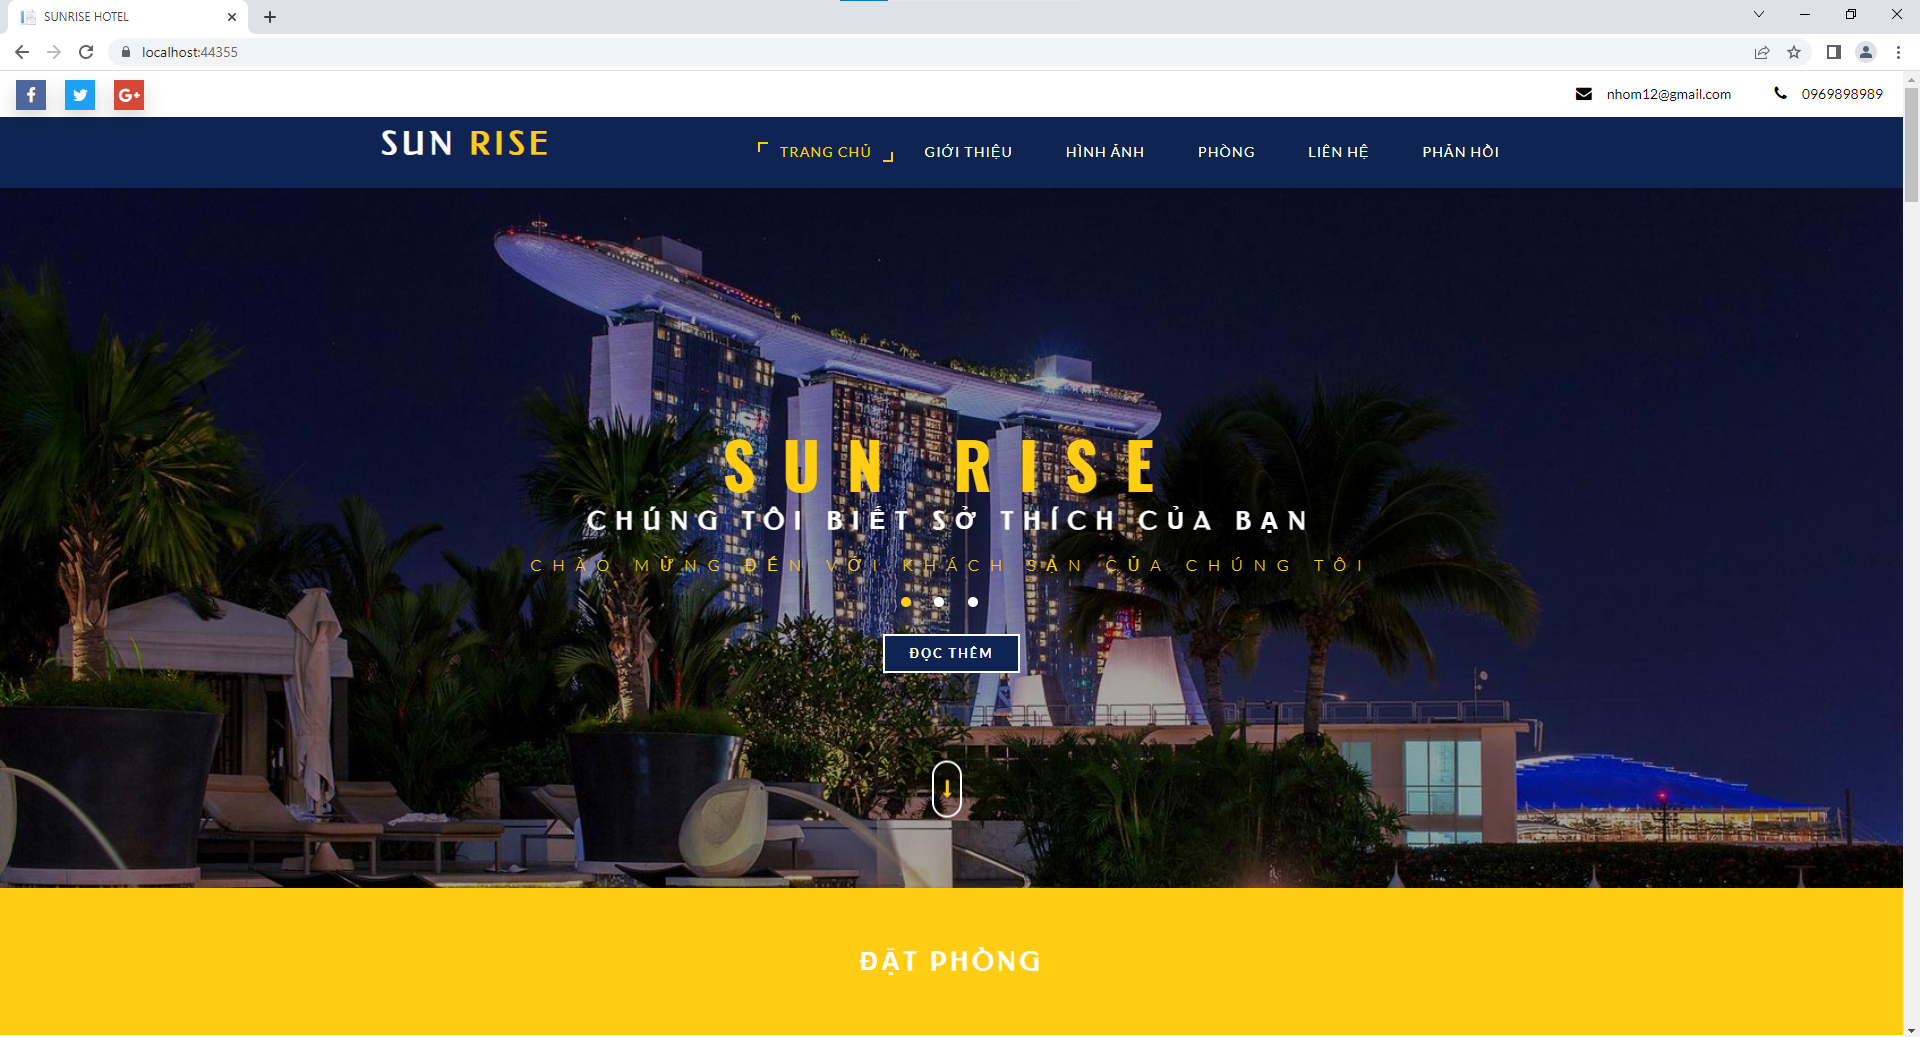 SUNRISE HOTEL
localhost:44355
nhom12@gmail.com 0969898989
SUN RISE
TRANG CHỦ GIỚI THIỆU HÌNH ẢNH PHÒNG LIÊN HỆ PHẢN HỒI
SUN RISE
CHÚNG TÔI BIẾT SỞ THÍCH CỦA BẠN
CHÀO MỪNG ĐẾN VỚI KHÁCH SẠN CỦA CHÚNG TÔI
ĐỌC THÊM
ĐẶT PHÒNG